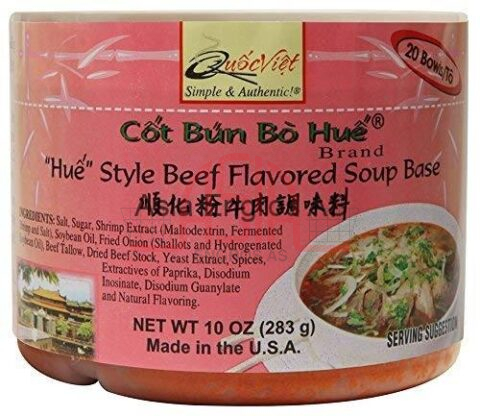 QuốcViệt
Simple & Authentic!®
20 Bowls/Tô
Cốt Bún Bò Huế®
Brand
"Huế" Style Beef Flavored Soup Base
順化粉牛肉調味料
INGREDIENTS: Salt, Sugar, Shrimp Extract (Maltodextrin, Fermented
Shrimp and Salt), Soybean Oil, Fried Onion (Shallots and Hydrogenated
Soybean Oil), Beef Tallow, Dried Beef Stock, Yeast Extract, Spices,
Extractives of Paprika, Disodium
Inosinate, Disodium Guanylate
and Natural Flavoring.
NET WT 10 OZ (283 g)
Made in the U.S.A.
SERVING SUGGESTION